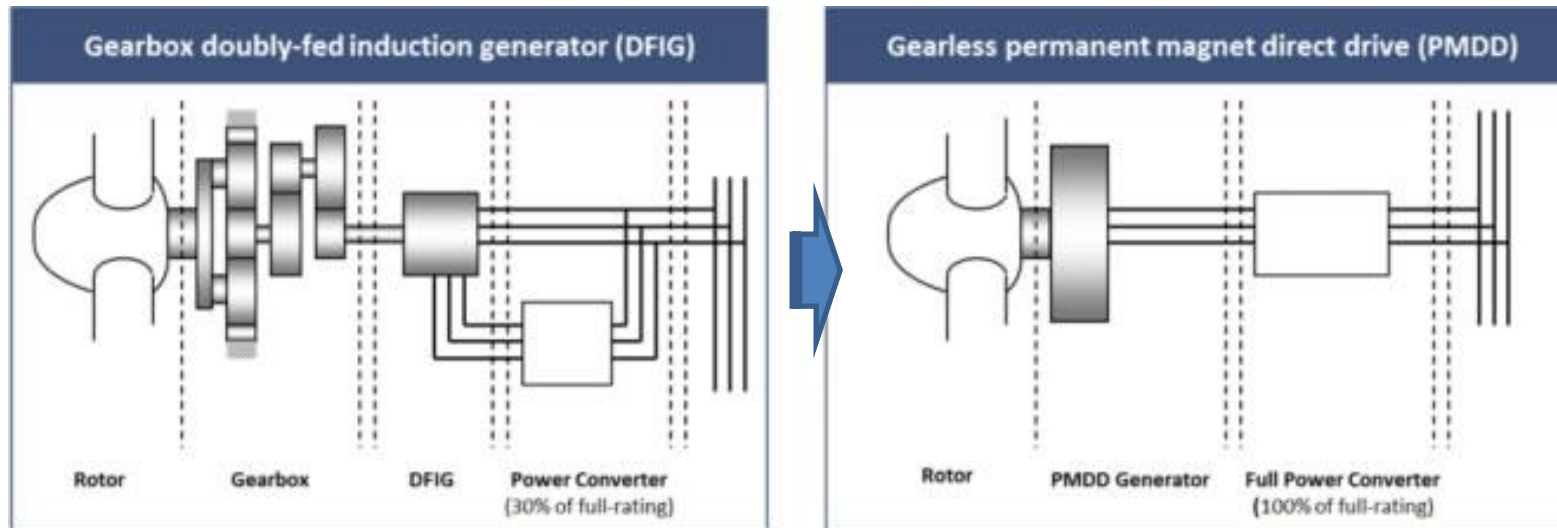 Gearbox doubly-fed induction generator (DFIG)
Rotor
Gearbox
DFIG
Power Converter
(30% of full-rating)
Gearless permanent magnet direct drive (PMDD)
Rotor
PMDD Generator
Full Power Converter
(100% of full-rating)